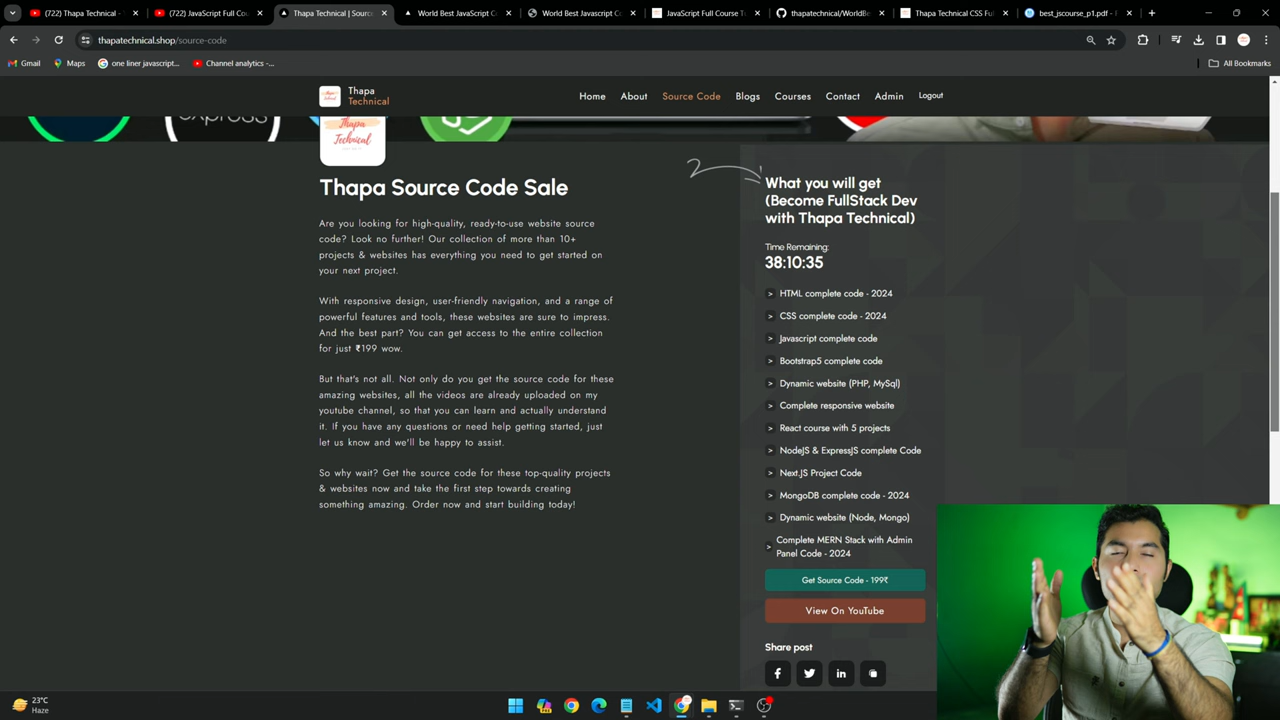 (722) Thapa Technical -
(722) JavaScript Full Cou
Thapa Technical | Source
World Best JavaScript C
World Best Javascript Co
JavaScript Full Course T
thapatechnical/WorldBe
Thapa Technical CSS Ful
best_jscourse_p1.pdf -
thapatechnical.shop/source-code
Gmail
Maps
one liner javascript...
Channel analytics -...
All Bookmarks
Thapa
Technical
Home
About
Source Code
Blogs
Courses
Contact
Admin
Logout
express
Thapa
Technical
Thapa Source Code Sale
Are you looking for high-quality, ready-to-use website source
code? Look no further! Our collection of more than 10+
projects & websites has everything you need to get started on
your next project.
With responsive design, user-friendly navigation, and a range of
powerful features and tools, these websites are sure to impress.
And the best part? You can get access to the entire collection
for just ₹199 wow.
But that's not all. Not only do you get the source code for these
amazing websites, all the videos are already uploaded on my
youtube channel, so that you can learn and actually understand
it. If you have any questions or need help getting started, just
let us know and we'll be happy to assist.
So why wait? Get the source code for these top-quality projects
& websites now and take the first step towards creating
something amazing. Order now and start building today!
What you will get
(Become FullStack Dev
with Thapa Technical)
Time Remaining:
38:10:35
> HTML complete code - 2024
> CSS complete code - 2024
> Javascript complete code
> Bootstrap5 complete code
> Dynamic website (PHP, MySql)
> Complete responsive website
> React course with 5 projects
> NodeJS & ExpressJS complete Code
> Next.JS Project Code
> MongoDB complete code - 2024
> Dynamic website (Node, Mongo)
> Complete MERN Stack with Admin
Panel Code - 2024
Get Source Code - 199₹
View On YouTube
Share post
23°C
Haze